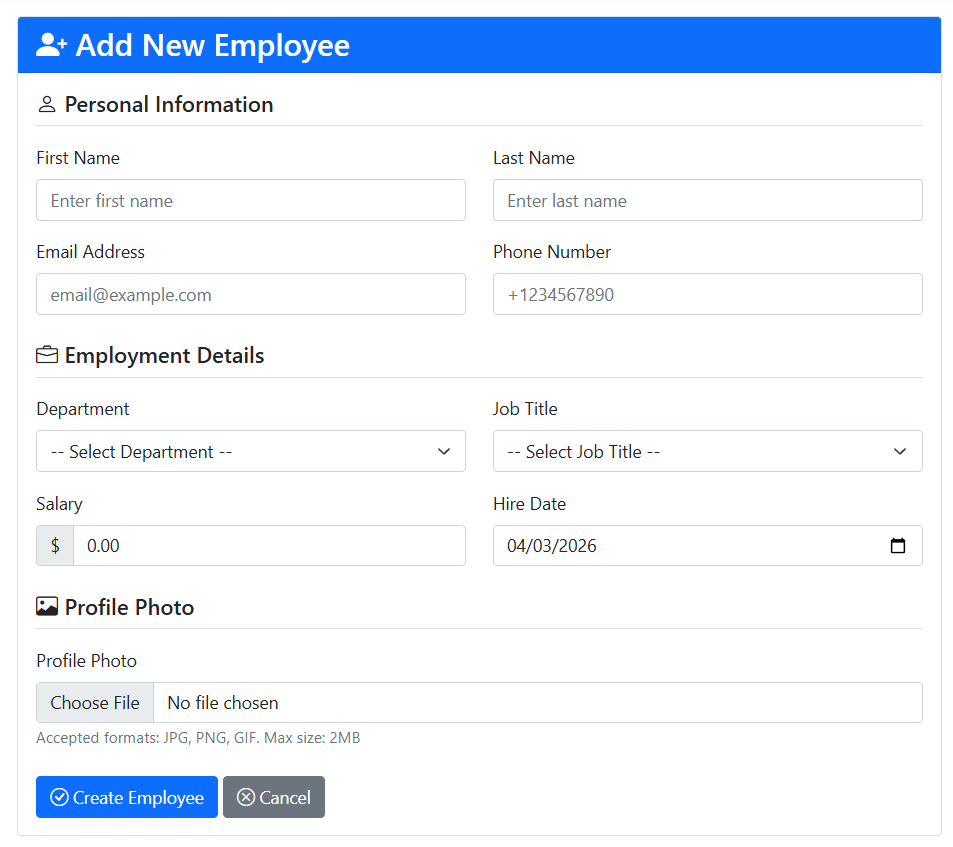 Add New Employee
Personal Information
First Name
Last Name
Enter first name
Enter last name
Email Address
Phone Number
email@example.com
+1234567890
Employment Details
Department
Job Title
-- Select Department --
-- Select Job Title --
Salary
Hire Date
$ 0.00
04/03/2026
Profile Photo
Profile Photo
Choose File No file chosen
Accepted formats: JPG, PNG, GIF. Max size: 2MB
Create Employee Cancel